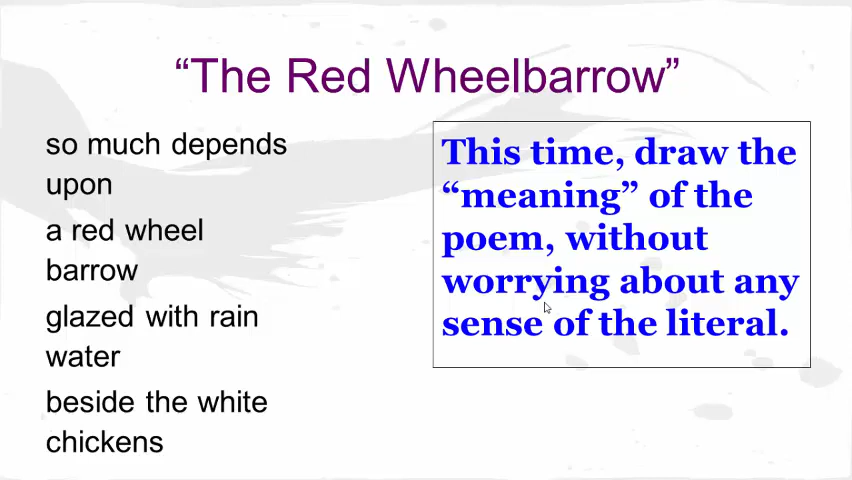 “The Red Wheelbarrow”
so much depends
upon
a red wheel
barrow
glazed with rain
water
beside the white
chickens
This time, draw the
“meaning” of the
poem, without
worrying about any
sense of the literal.